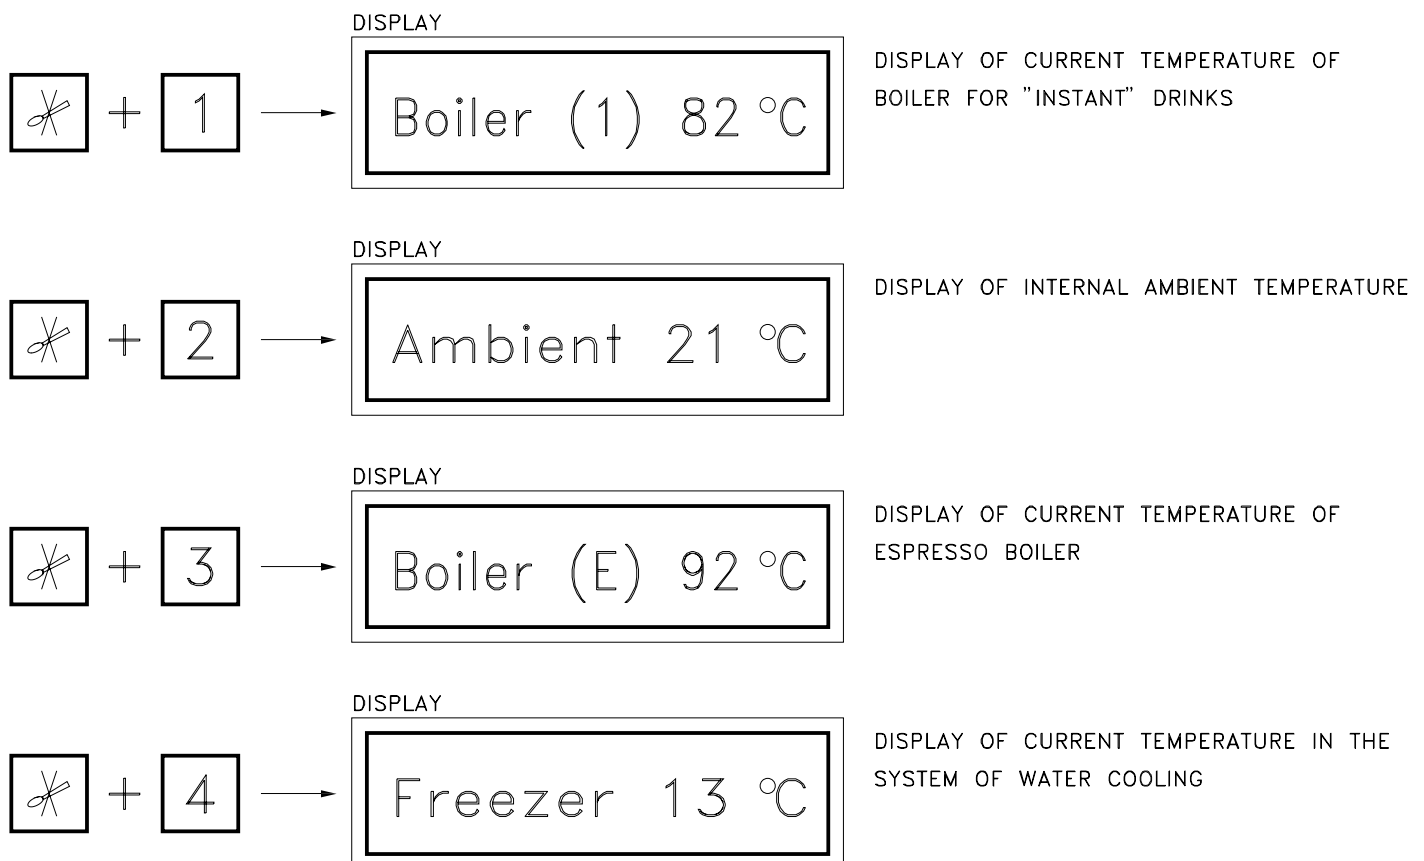 DISPLAY
+ 1 Boiler (1) 82 °C
DISPLAY OF CURRENT TEMPERATURE OF
BOILER FOR "INSTANT" DRINKS
DISPLAY
+ 2 Ambient 21 °C
DISPLAY OF INTERNAL AMBIENT TEMPERATURE
DISPLAY
+ 3 Boiler (E) 92 °C
DISPLAY OF CURRENT TEMPERATURE OF
ESPRESSO BOILER
DISPLAY
+ 4 Freezer 13 °C
DISPLAY OF CURRENT TEMPERATURE IN THE
SYSTEM OF WATER COOLING